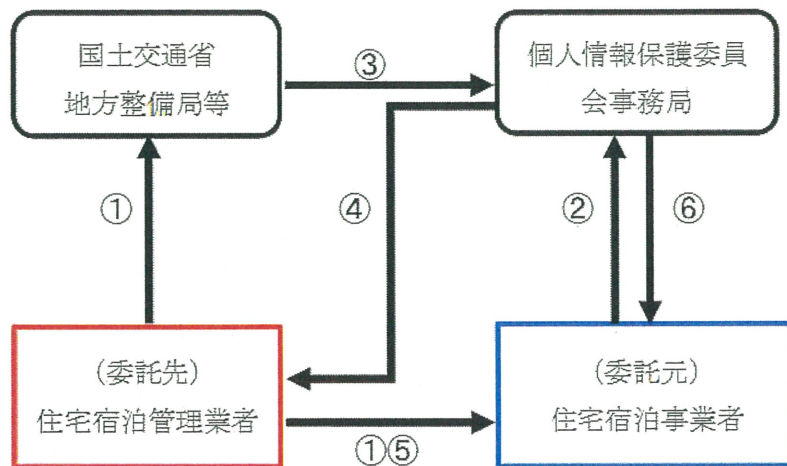 国土交通省
地方整備局等
③
個人情報保護委員
会事務局
①
④
②
⑥
(委託先)
住宅宿泊管理業者
①⑤
(委託元)
住宅宿泊事業者